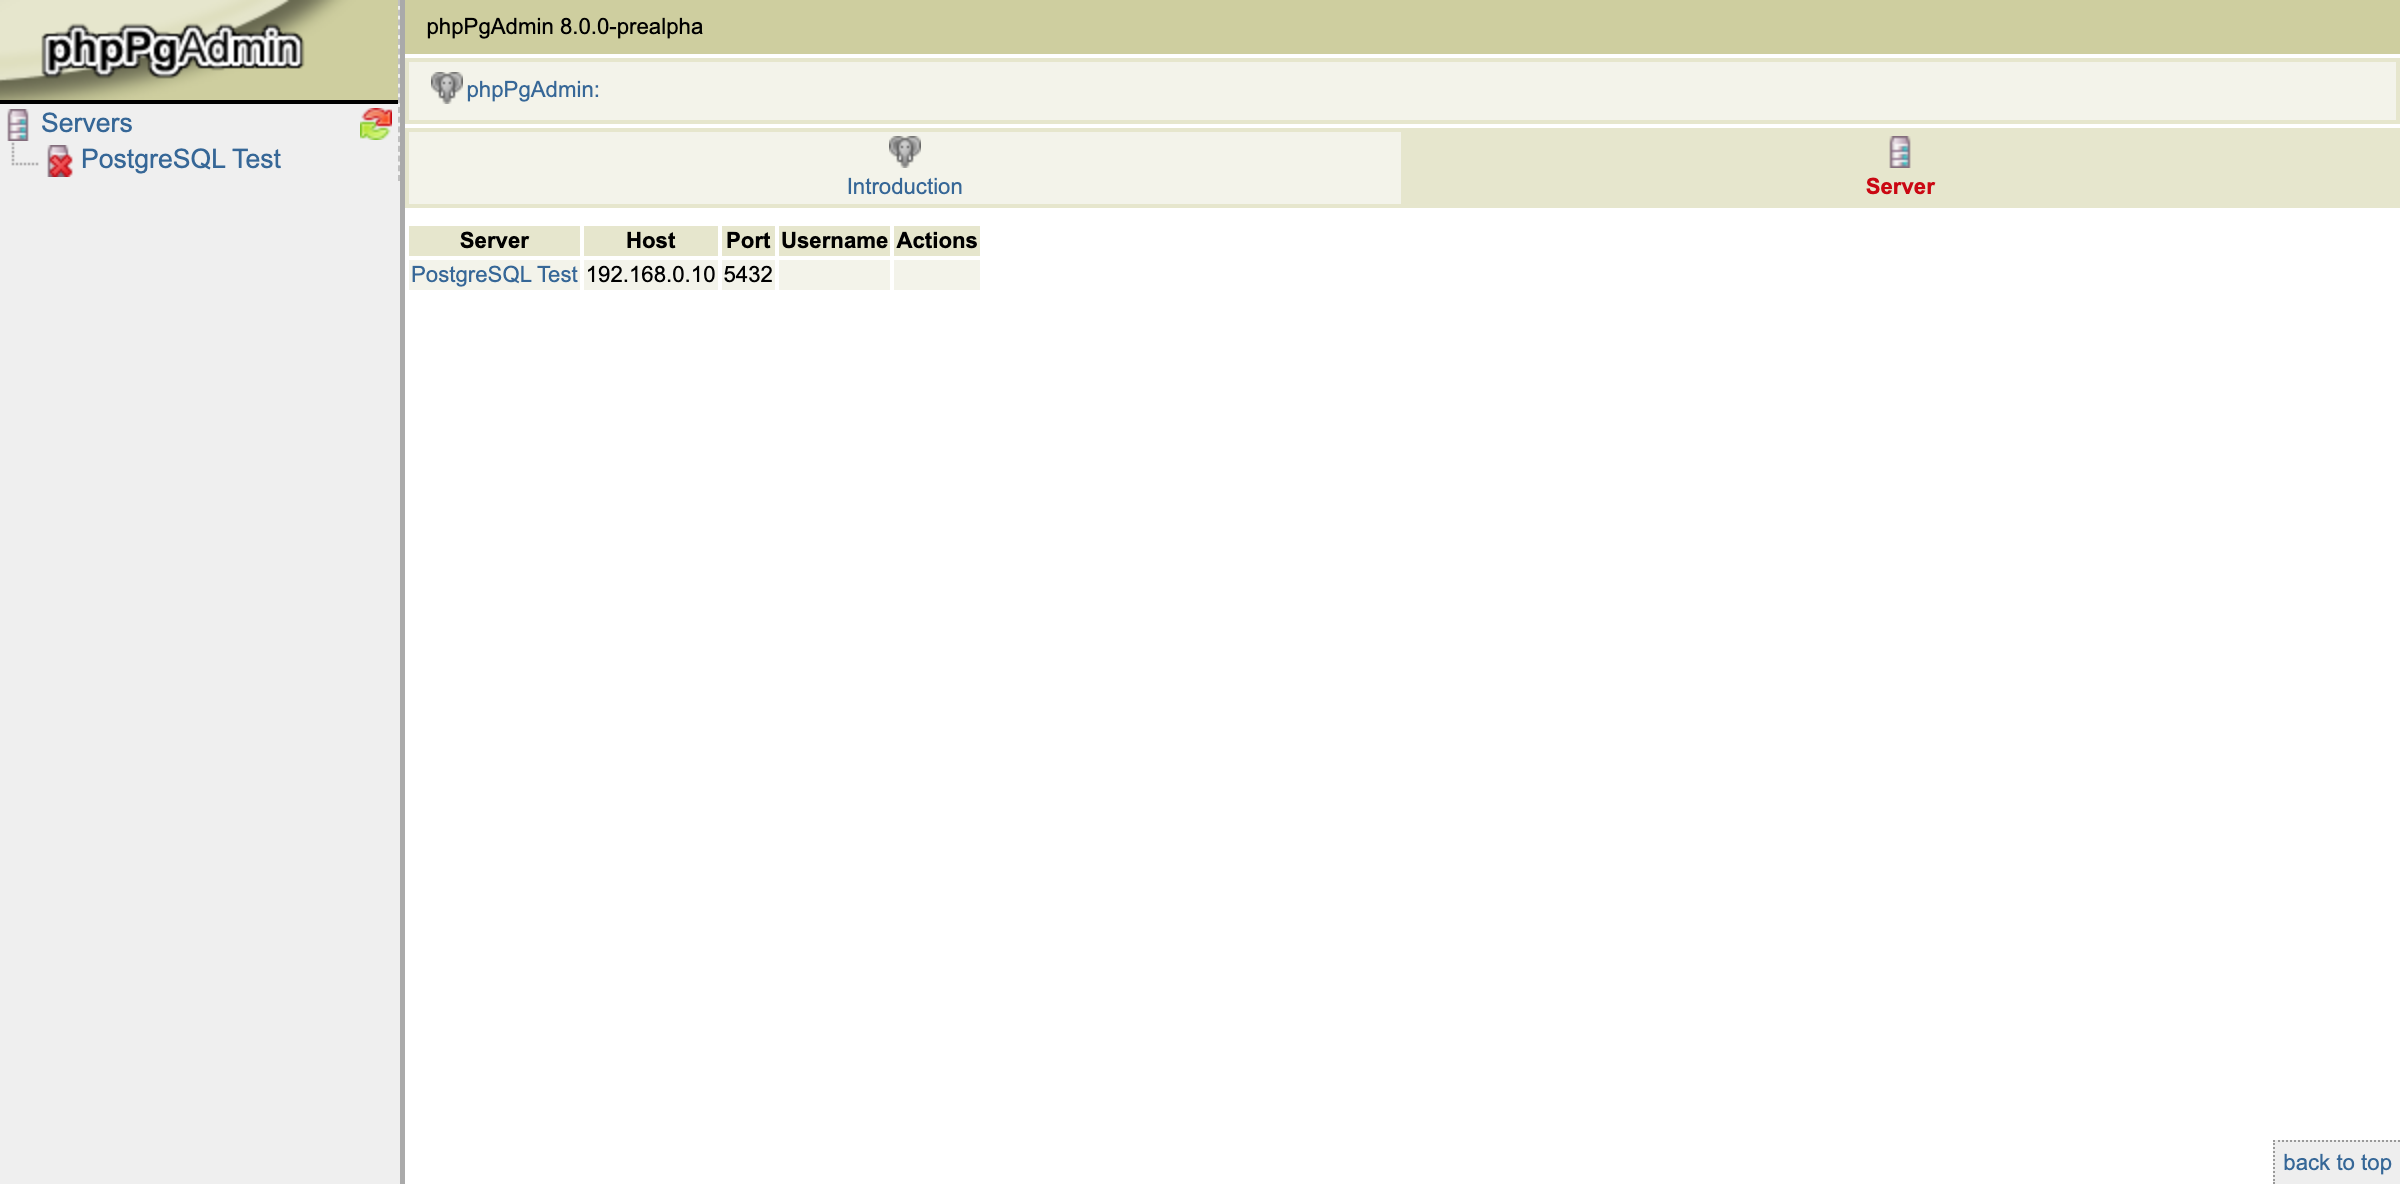 phpPgAdmin
Servers
PostgreSQL Test
phpPgAdmin 8.0.0-prealpha
phpPgAdmin:
Introduction
Server
Server Host Port Username Actions
PostgreSQL Test 192.168.0.10 5432
back to top